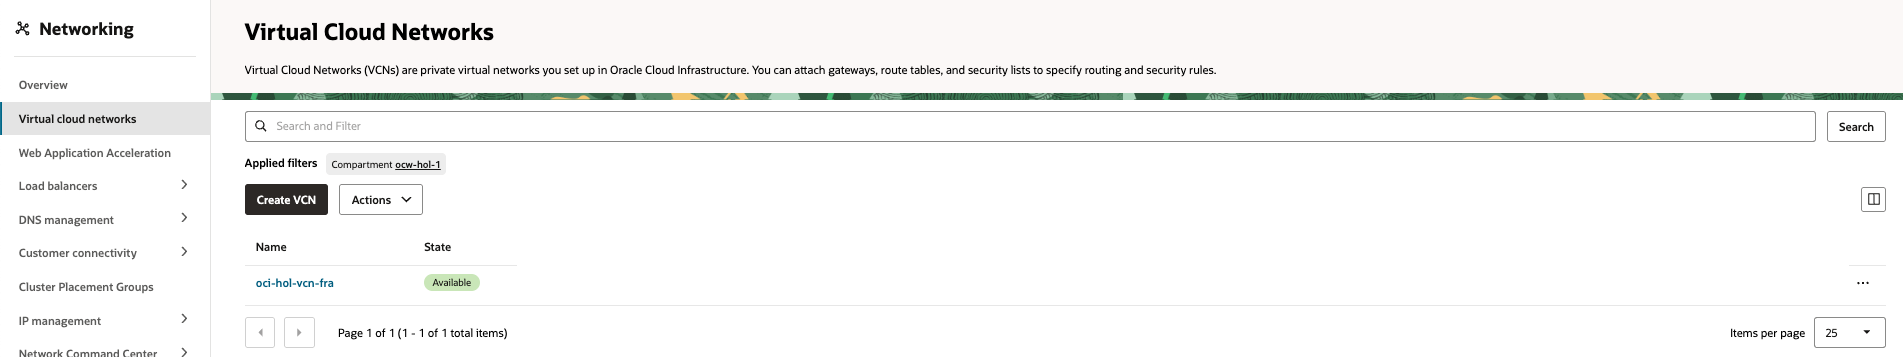 Networking
Overview
Virtual cloud networks
Web Application Acceleration
Load balancers
DNS management
Customer connectivity
Cluster Placement Groups
IP management
Network Command Center
Virtual Cloud Networks
Virtual Cloud Networks (VCNs) are private virtual networks you set up in Oracle Cloud Infrastructure. You can attach gateways, route tables, and security lists to specify routing and security rules.
Search and Filter
Search
Applied filters Compartment ocw-hol-1
Create VCN Actions
Name State
oci-hol-vcn-fra Available
Page 1 of 1 (1 - 1 of 1 total items) Items per page 25